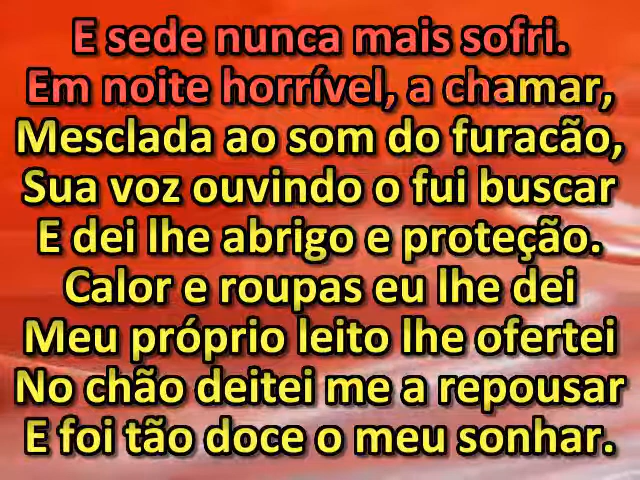 E sede nunca mais sofri.
Em noite horrível, a chamar,
Mesclada ao som do furacão,
Sua voz ouvindo o fui buscar
E dei lhe abrigo e proteção.
Calor e roupas eu lhe dei
Meu próprio leito lhe ofertei
No chão deitei me a repousar
E foi tão doce o meu sonhar.